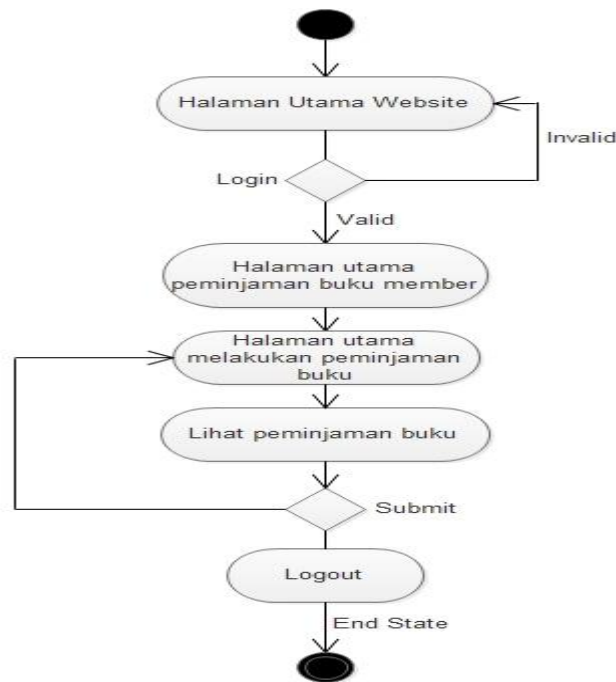 Halaman Utama Website
Invalid
Login
Valid
Halaman utama
peminjaman buku member
Halaman utama
melakukan peminjaman
buku
Lihat peminjaman buku
Submit
Logout
End State